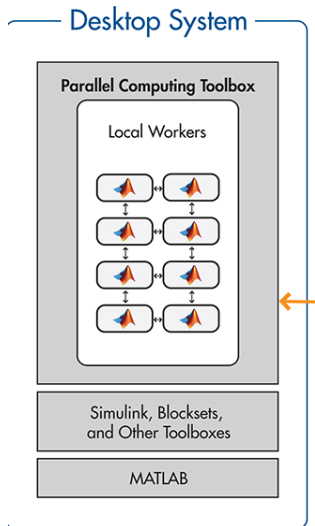 Desktop System
Parallel Computing Toolbox
Local Workers
Simulink, Blocksets,
and Other Toolboxes
MATLAB